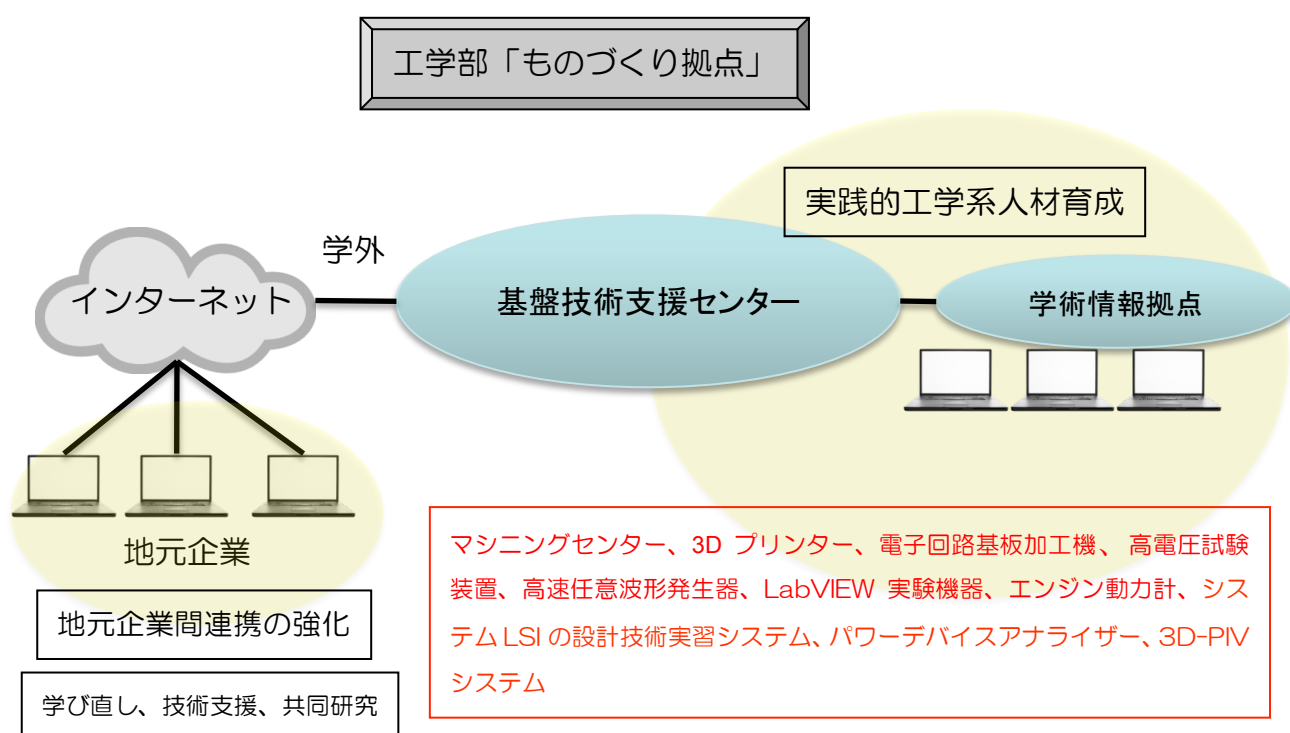 工学部「ものづくり拠点」
実践的工学系人材育成
学外
インターネット
基盤技術支援センター
学術情報拠点
地元企業
地元企業間連携の強化
学び直し、技術支援、共同研究
マシニングセンター、3D プリンター、電子回路基板加工機、高電圧試験
装置、高速任意波形発生器、LabVIEW 実験機器、エンジン動力計、シス
テム LSI の設計技術実習システム、パワーデバイスアナライザー、3D-PIV
システム